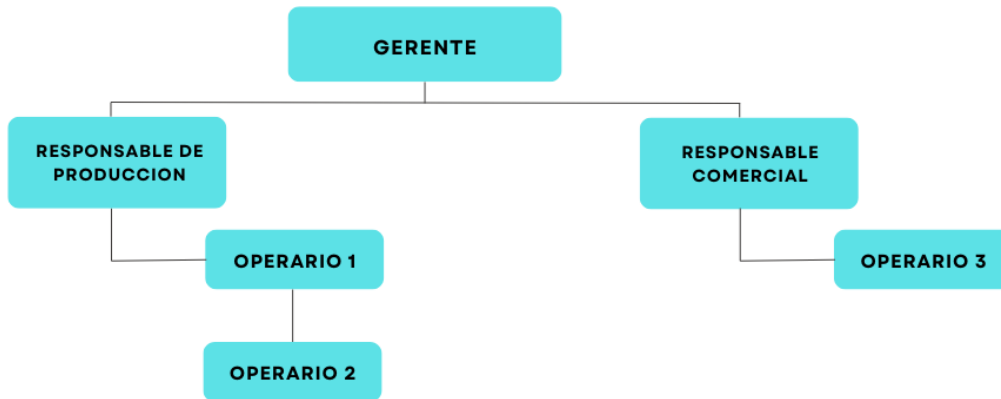 GERENTE
RESPONSABLE DE
PRODUCCION
RESPONSABLE
COMERCIAL
OPERARIO 1
OPERARIO 3
OPERARIO 2